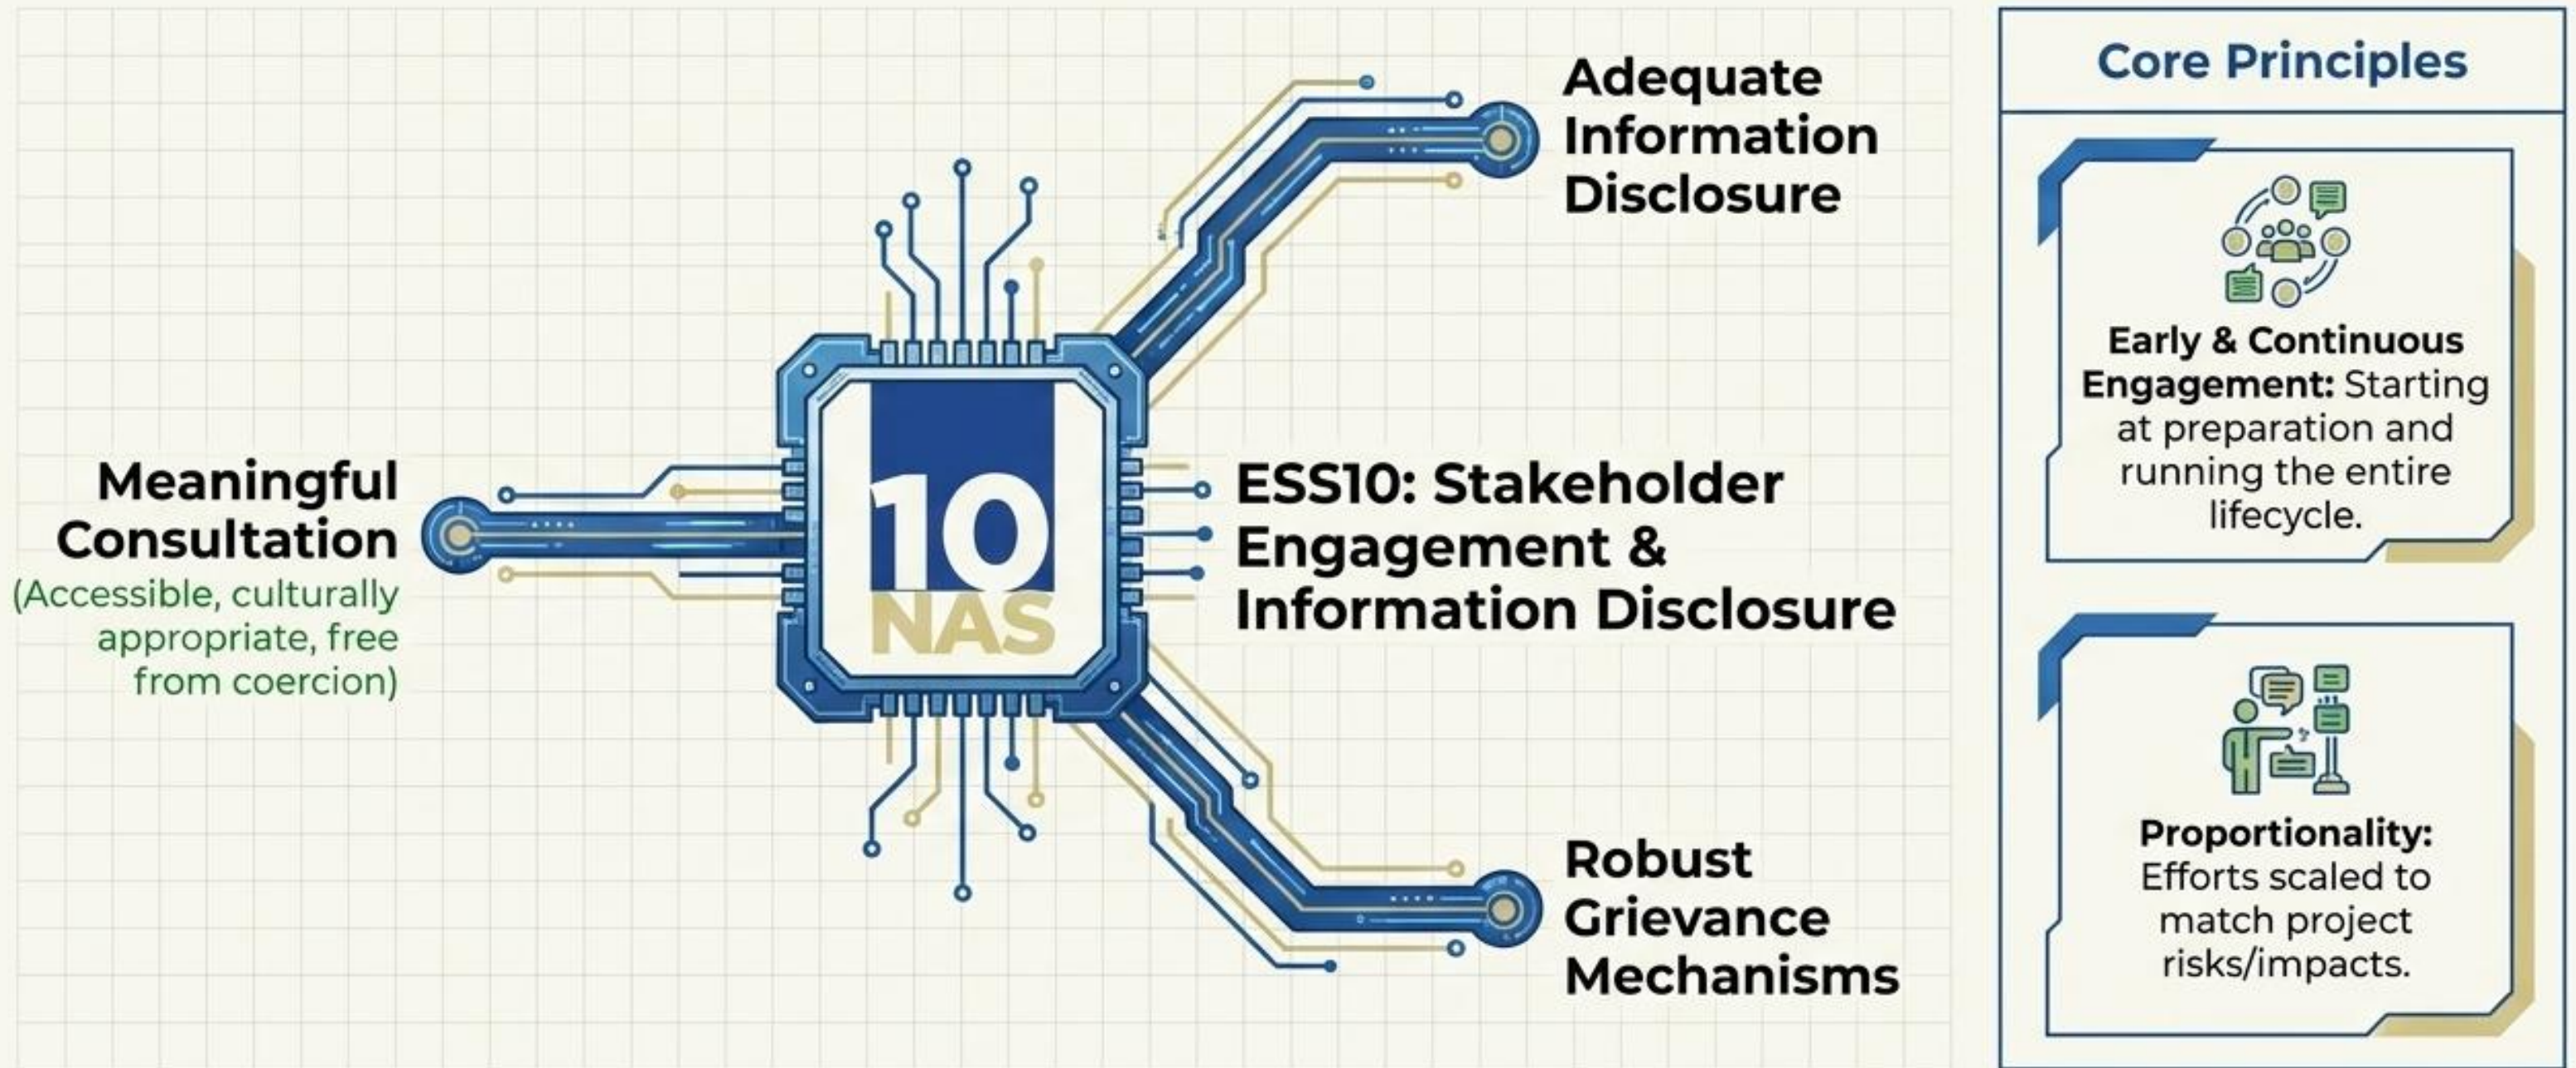 Adequate
Information
Disclosure
Meaningful
Consultation
(Accessible, culturally
appropriate, free
from coercion)
10
NAS
ESS10: Stakeholder
Engagement &
Information Disclosure
Robust
Grievance
Mechanisms
Core Principles
Early & Continuous
Engagement: Starting
at preparation and
running the entire
lifecycle.
Proportionality:
Efforts scaled to
match project
risks/impacts.